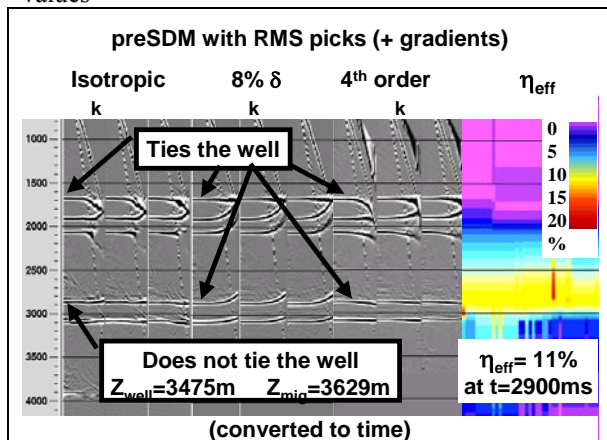 values
preSDM with RMS picks (+ gradients)
Isotropic 8% δ 4th order ηeff
k k k
1000
1500
2000
2500
3000
3500
4000
Ties the well
0
5
10
15
20
%
Does not tie the well
Zwell=3475m Zmig=3629m
ηeff= 11%
at t=2900ms
(converted to time)